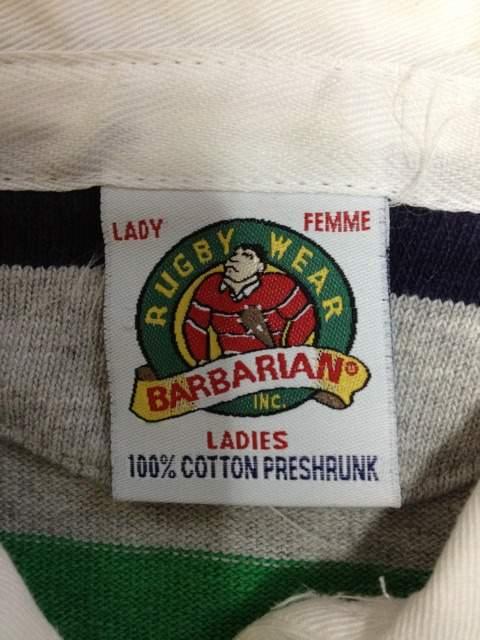 LADY FEMME
RUGBY WEAR
BARBARIAN®
INC.
LADIES
100% COTTON PRESHRUNK